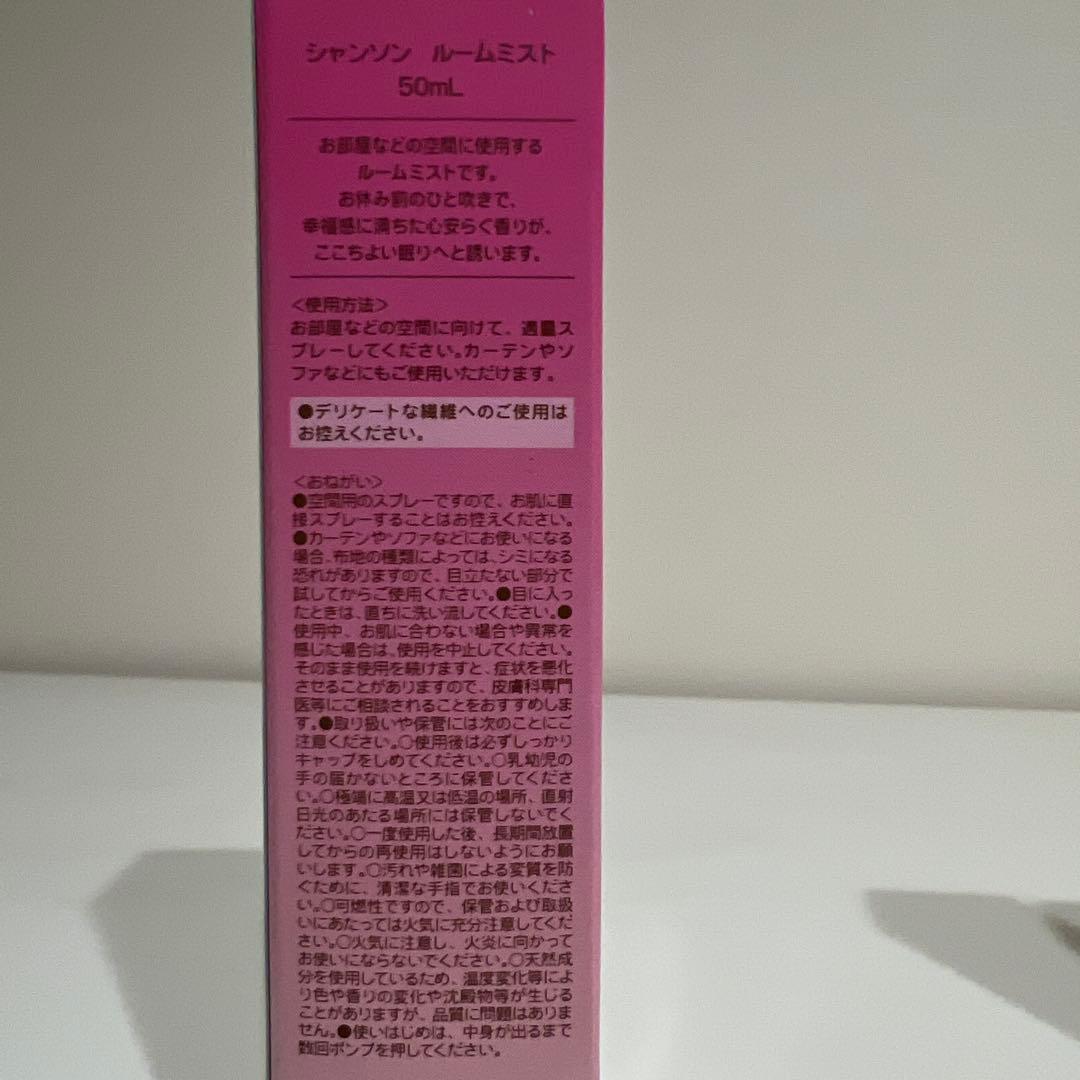 シャンソン　ルームミスト
50mL
お部屋などの空間に使用する
ルームミストです。
お休み前のひと吹きで、
幸福感に満ちた心安らぐ香りが、
ここちよい眠りへと誘います。
＜使用方法＞
お部屋などの空間に向けて、適量ス
プレーしてください。カーテンやソ
ファなどにもご使用いただけます。
●デリケートな繊維へのご使用は
お控えください。
＜おねがい＞
●空間用のスプレーですので、お肌に直
接スプレーすることはお控えください。
●カーテンやソファなどにお使いになる
場合、布地の種類によっては、シミになる
恐れがありますので、目立たない部分で
試してからご使用ください。●目に入っ
たときは、直ちに洗い流してください。●
使用中、お肌に合わない場合や異常を
感じた場合は、使用を中止してください。
そのまま使用を続けますと、症状を悪化
させることがありますので、皮膚科専門
医等にご相談されることをおすすめしま
す。●取り扱いや保管には次のことにご
注意ください。○使用後は必ずしっかり
キャップをしめてください。○乳幼児の
手の届かないところに保管してくださ
い。○極端に高温又は低温の場所、直射
日光のあたる場所には保管しないでく
ださい。○一度使用した後、長期間放置
してからの再使用はしないようにお願
いします。○汚れや雑菌による変質を防
ぐために、清潔な手指でお使いくださ
い。○可燃性ですので、保管および取扱
いにあたっては火気に充分注意してくだ
さい。○火気に注意し、火炎に向かって
お使いにならないでください。○天然成
分を使用しているため、温度変化等によ
り色や香りの変化や沈殿物等が生じる
ことがありますが、品質に問題はありま
せん。●使いはじめは、中身が出るまで
数回ポンプを押してください。